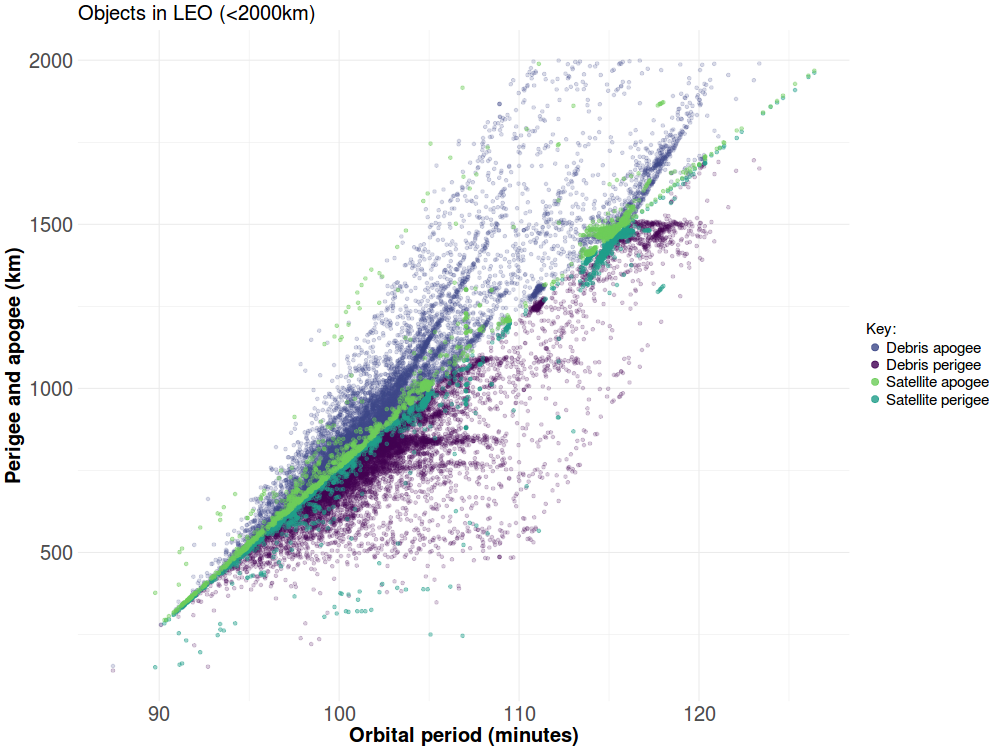 Objects in LEO (<2000km)
Perigee and apogee (km)
2000
1500
1000
500
90
100
110
120
Orbital period (minutes)
Key:
Debris apogee
Debris perigee
Satellite apogee
Satellite perigee